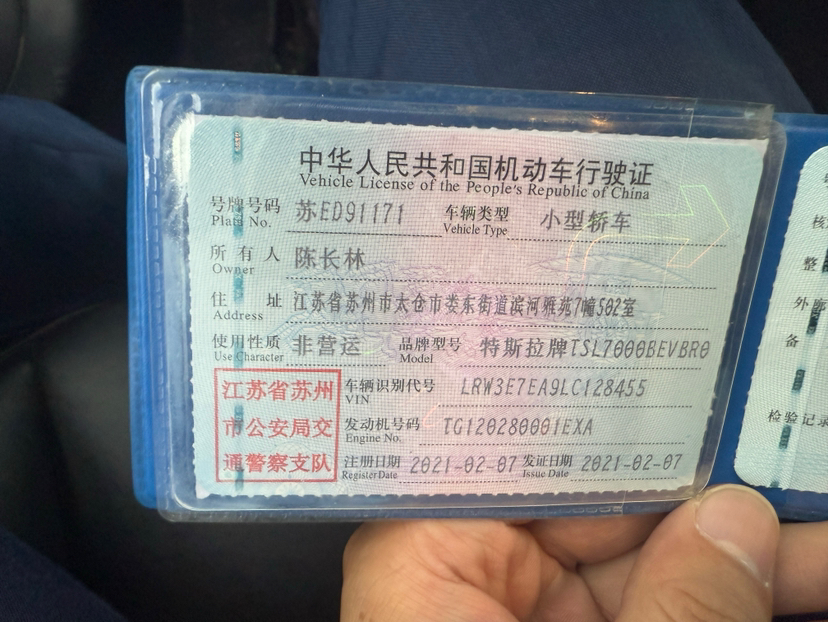 中华人民共和国机动车行驶证
Vehicle License of the People's Republic of China
号牌号码 苏ED91171 车辆类型 小型轿车
Plate No. Vehicle Type
所有人 陈长林
Owner
住址 江苏省苏州市太仓市娄东街道滨河雅苑7幢502室
Address
使用性质 非营运 品牌型号 特斯拉牌TSL7000BEVBR0
Use Character Model
江苏省苏州 车辆识别代号 LRW3E7EA9LC128455
VIN
市公安局交 发动机号码 TG120280001EXA
Engine No.
通警察支队 注册日期 2021-02-07 发证日期 2021-02-07
Register Date Issue Date
核
整
外
备
检验记录